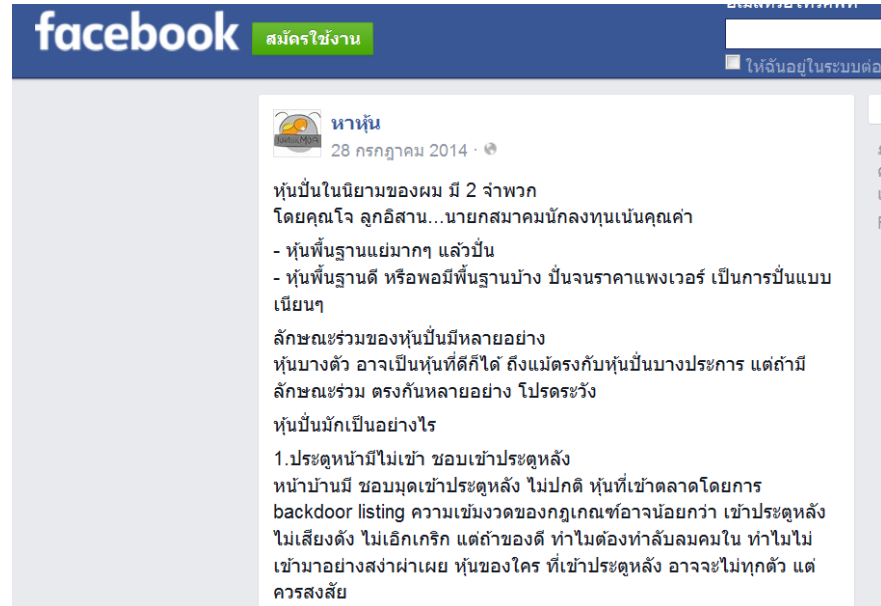 facebook
สมัครใช้งาน
ให้ฉันอยู่ในระบบต่อ
หาหุ้น
28 กรกฎาคม 2014 ·
หุ้นปั่นในนิยามของผม มี 2 จำพวก
โดยคุณโจ ลูกอิสาน...นายกสมาคมนักลงทุนเน้นคุณค่า
- หุ้นพื้นฐานแย่มากๆ แล้วปั่น
- หุ้นพื้นฐานดี หรือพอมีพื้นฐานบ้าง ปั่นจนราคาแพงเวอร์ เป็นการปั่นแบบ
เนียนๆ
ลักษณะร่วมของหุ้นปั่นมีหลายอย่าง
หุ้นบางตัว อาจเป็นหุ้นที่ดีก็ได้ ถึงแม้ตรงกับหุ้นปั่นบางประการ แต่ถ้ามี
ลักษณะร่วม ตรงกันหลายอย่าง โปรดระวัง
หุ้นปั่นมักเป็นอย่างไร
1.ประตูหน้ามีไม่เข้า ชอบเข้าประตูหลัง
หน้าบ้านมี ชอบมุดเข้าประตูหลัง ไม่ปกติ หุ้นที่เข้าตลาดโดยการ
backdoor listing ความเข้มงวดของกฎเกณฑ์อาจน้อยกว่า เข้าประตูหลัง
ไม่เสียงดัง ไม่เอิกเกริก แต่ถ้าของดี ทำไมต้องทำลับลมคมใน ทำไมไม่
เข้ามาอย่างสง่าผ่าเผย หุ้นของใคร ที่เข้าประตูหลัง อาจจะไม่ทุกตัว แต่
ควรสงสัย